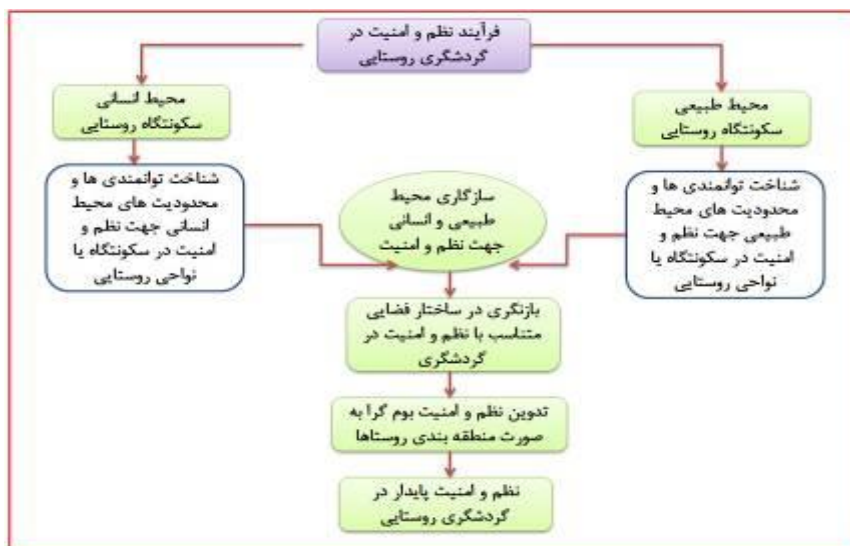 فرآیند نظم و امنیت در
گردشگری روستایی
محیط طبیعی
سکونتگاه روستایی
محیط انسانی
سکونتگاه روستایی
شناخت توانمندی ها و
محدودیت های محیط
طبیعی جهت نظم و
امنیت در سکونتگاه یا
نواحی روستایی
شناخت توانمندی ها و
محدودیت های محیط
انسانی جهت نظم و
امنیت در سکونتگاه یا
نواحی روستایی
سازگاری محیط
طبیعی و انسانی
جهت نظم و امنیت
بازنگری در ساختار فضایی
متناسب با نظم و امنیت در
گردشگری
تدوین نظم و امنیت بوم گرا به
صورت منطقه بندی روستاها
نظم و امنیت پایدار در
گردشگری روستایی